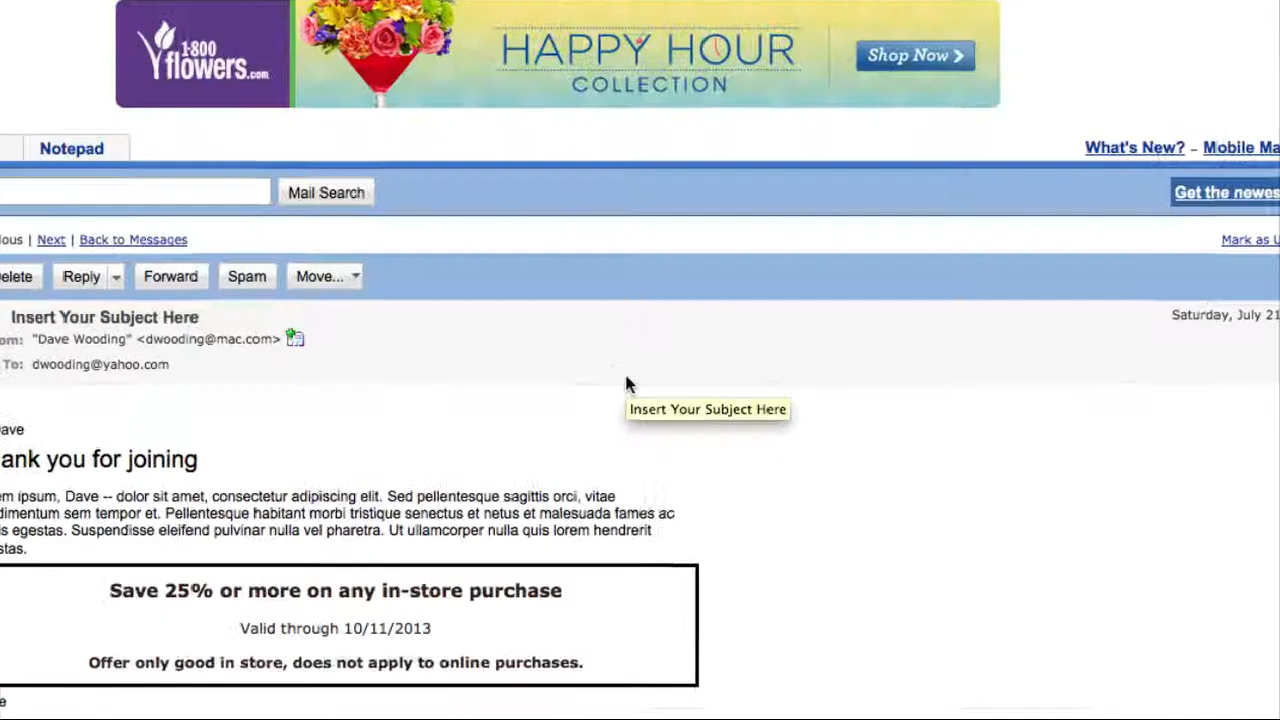 1-800
flowers.com
HAPPY HOUR
COLLECTION
Shop Now
Notepad
What's New? - Mobile Ma
Mail Search
Get the newes
ous | Next | Back to Messages
Mark as U
elete Reply Forward Spam Move...
Insert Your Subject Here
Saturday, July 21
om: "Dave Wooding" <dwooding@mac.com>
To: dwooding@yahoo.com
Insert Your Subject Here
ave
ank you for joining
m ipsum, Dave -- dolor sit amet, consectetur adipiscing elit. Sed pellentesque sagittis orci, vitae
dimentum sem tempor et. Pellentesque habitant morbi tristique senectus et netus et malesuada fames ac
is egestas. Suspendisse eleifend pulvinar nulla vel pharetra. Ut ullamcorper nulla quis lorem hendrerit
stas.
Save 25% or more on any in-store purchase
Valid through 10/11/2013
Offer only good in store, does not apply to online purchases.
e